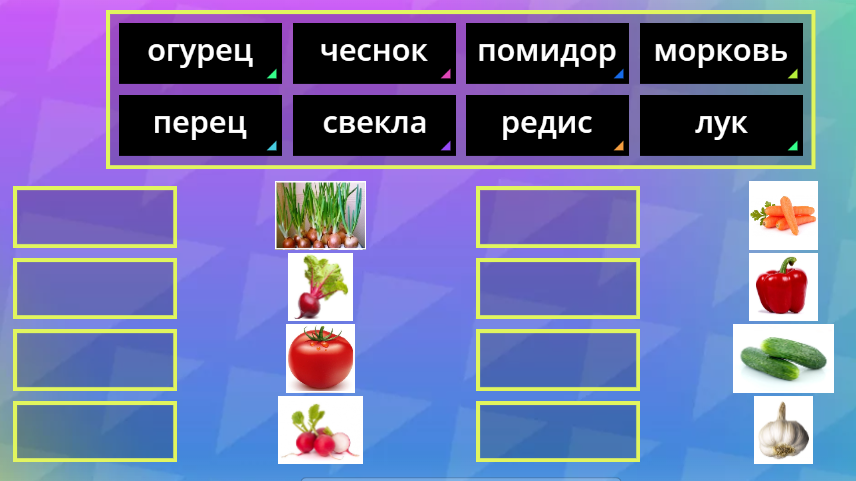 огурец чеснок помидор морковь
перец свекла редис лук